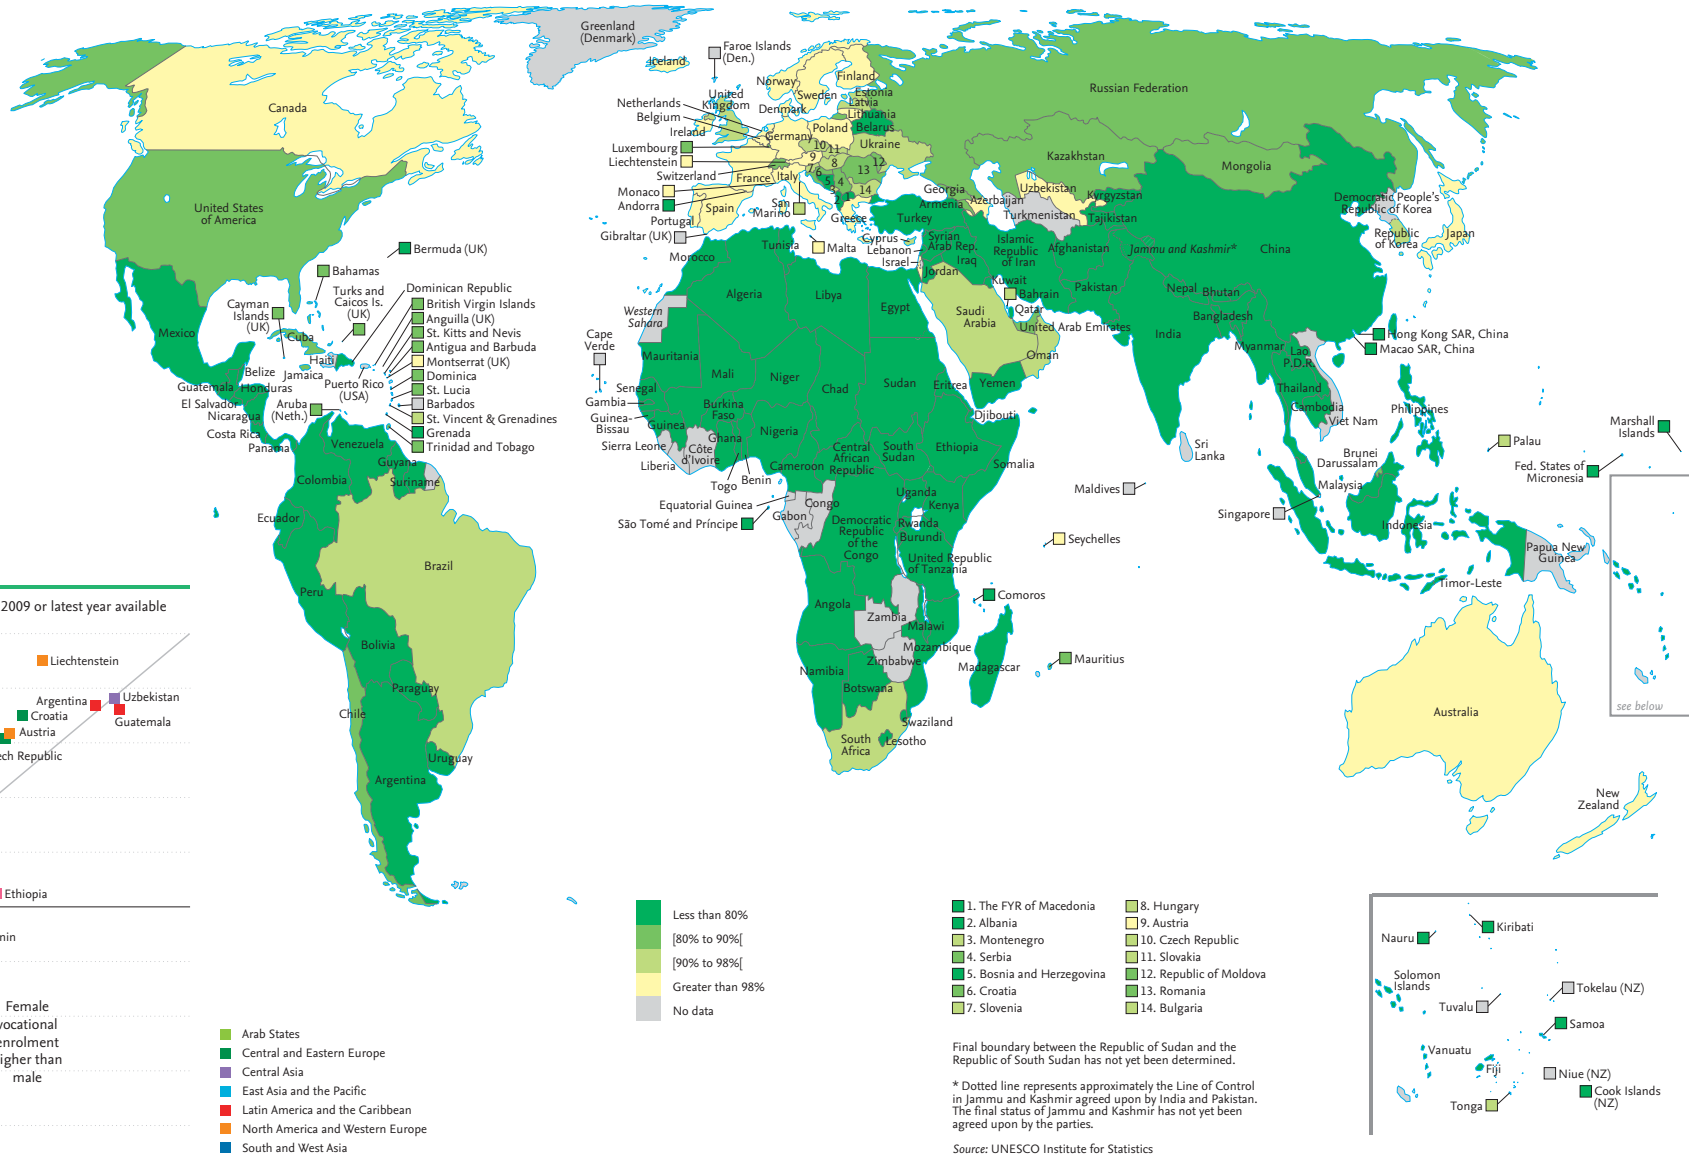 Greenland
(Denmark)
Faroe Islands
(Den.)
Iceland
Norway
Sweden
Finland
Estonia
Latvia
Lithuania
Belarus
Russian Federation
United
Kingdom
Denmark
Netherlands
Belgium
Ireland
Germany
Poland
Ukraine
Luxembourg
Liechtenstein
Switzerland
France
Italy
Monaco
Andorra
Spain
San
Marino
Portugal
Gibraltar (UK)
Greece
Malta
10
11
9
8
7
6
5
4
3
2
1
12
13
14
Canada
United States
of America
Kazakhstan
Mongolia
Uzbekistan
Kyrgyzstan
Georgia
Armenia
Azerbaijan
Turkmenistan
Tajikistan
Turkey
Democratic People's
Republic of Korea
Republic
of Korea
Japan
Cyprus
Lebanon
Israel
Syrian
Arab Rep.
Iraq
Jordan
Islamic
Republic
of Iran
Afghanistan
Jammu and Kashmir*
China
Kuwait
Bahrain
Qatar
United Arab Emirates
Pakistan
Nepal
Bhutan
Bangladesh
India
Myanmar
Lao
P.D.R.
Thailand
Cambodia
Viet Nam
Hong Kong SAR, China
Macao SAR, China
Philippines
Saudi
Arabia
Oman
Yemen
Bermuda (UK)
Bahamas
Turks and
Caicos Is.
(UK)
Cayman
Islands
(UK)
Cuba
Haiti
Jamaica
Puerto Rico
(USA)
Aruba
(Neth.)
Dominican Republic
British Virgin Islands
Anguilla (UK)
St. Kitts and Nevis
Antigua and Barbuda
Montserrat (UK)
Dominica
St. Lucia
Barbados
St. Vincent & Grenadines
Grenada
Trinidad and Tobago
Mexico
Belize
Guatemala
Honduras
El Salvador
Nicaragua
Costa Rica
Panama
Venezuela
Guyana
Suriname
Colombia
Ecuador
Brazil
Peru
Bolivia
Paraguay
Chile
Uruguay
Argentina
Morocco
Tunisia
Algeria
Libya
Egypt
Western
Sahara
Cape
Verde
Mauritania
Mali
Niger
Chad
Sudan
Eritrea
Djibouti
Senegal
Gambia
Guinea-
Bissau
Guinea
Sierra Leone
Liberia
Côte
d'Ivoire
Burkina
Faso
Ghana
Togo
Benin
Nigeria
Cameroon
Central
African
Republic
South
Sudan
Ethiopia
Somalia
Equatorial Guinea
São Tomé and Príncipe
Gabon
Congo
Democratic
Republic
of the
Congo
Uganda
Kenya
Rwanda
Burundi
United Republic
of Tanzania
Angola
Zambia
Malawi
Mozambique
Zimbabwe
Namibia
Botswana
Madagascar
Swaziland
Lesotho
South
Africa
Comoros
Mauritius
Seychelles
Maldives
Sri
Lanka
Brunei
Darussalam
Malaysia
Singapore
Indonesia
Timor-Leste
Palau
Marshall
Islands
Fed. States of
Micronesia
Papua New
Guinea
Australia
New
Zealand
see below
2009 or latest year available
Liechtenstein
Argentina
Uzbekistan
Croatia
Guatemala
Austria
ech Republic
Ethiopia
min
Female
vocational
enrolment
igher than
male
Arab States
Central and Eastern Europe
Central Asia
East Asia and the Pacific
Latin America and the Caribbean
North America and Western Europe
South and West Asia
Less than 80%
[80% to 90%[
[90% to 98%[
Greater than 98%
No data
1. The FYR of Macedonia
2. Albania
3. Montenegro
4. Serbia
5. Bosnia and Herzegovina
6. Croatia
7. Slovenia
8. Hungary
9. Austria
10. Czech Republic
11. Slovakia
12. Republic of Moldova
13. Romania
14. Bulgaria
Final boundary between the Republic of Sudan and the
Republic of South Sudan has not yet been determined.
* Dotted line represents approximately the Line of Control
in Jammu and Kashmir agreed upon by India and Pakistan.
The final status of Jammu and Kashmir has not yet been
agreed upon by the parties.
Source: UNESCO Institute for Statistics
Nauru
Kiribati
Solomon
Islands
Tuvalu
Tokelau (NZ)
Samoa
Vanuatu
Fiji
Niue (NZ)
Cook Islands
(NZ)
Tonga